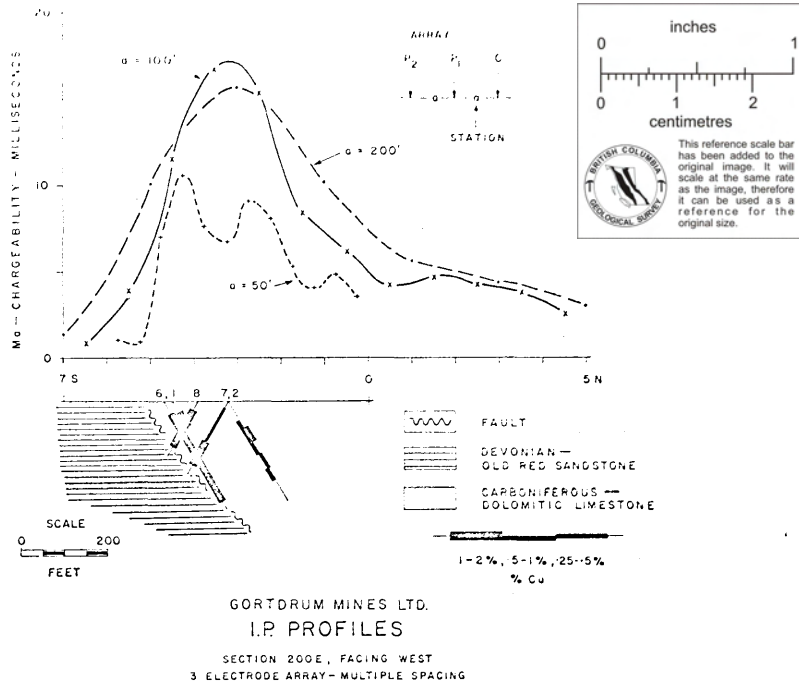 20
10
0
Ma – CHARGEABILITY – MILLISECONDS
a = 100'
a = 200'
a = 50'
ARRAY
P2 P1 C
a a
STATION
7 S 0 5 N
6,1 8 7,2
SCALE
0 200
FEET
FAULT
DEVONIAN –
OLD RED SANDSTONE
CARBONIFEROUS –
DOLOMITIC LIMESTONE
1-2%, ·5-1%, ·25-·5%
% Cu
GORTDRUM MINES LTD.
I.P. PROFILES
SECTION 200E, FACING WEST
3 ELECTRODE ARRAY – MULTIPLE SPACING
inches
0 1
0 1 2
centimetres
BRITISH COLUMBIA
GEOLOGICAL SURVEY
This reference scale bar
has been added to the
original image. It will
scale at the same rate
as the image, therefore
it can be used as a
reference for the
original size.